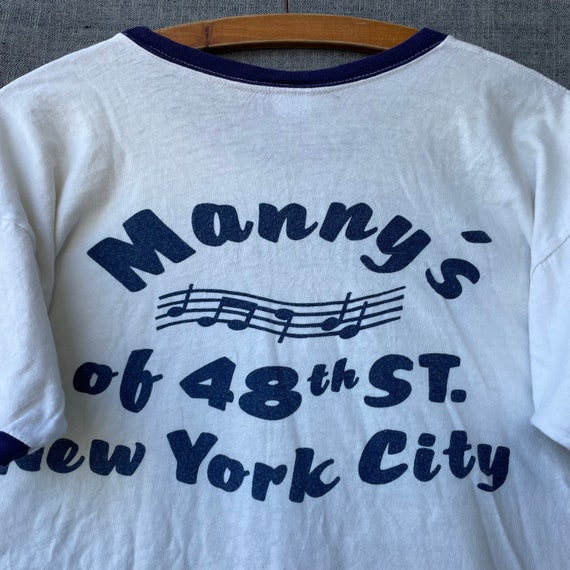 Manny's
of 48th ST.
New York City